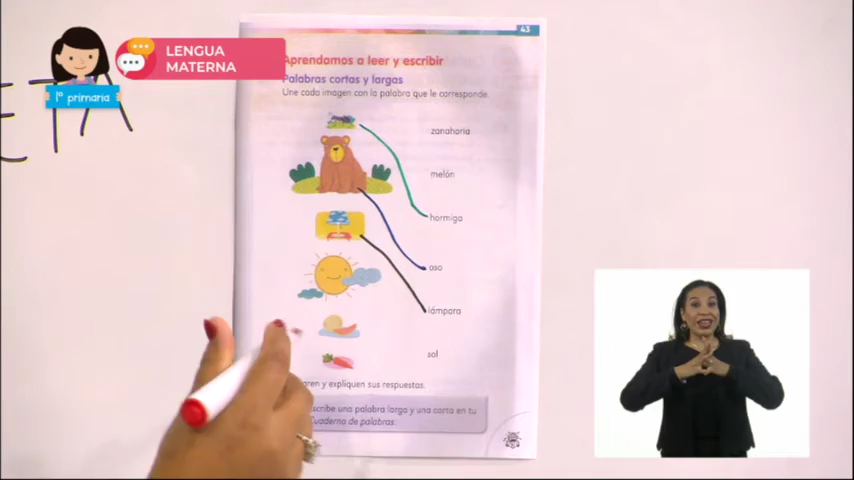 LENGUA
MATERNA
1° primaria
ETA
43
Aprendamos a leer y escribir
Palabras cortas y largas
Une cada imagen con la palabra que le corresponde.
zanahoria
melón
hormiga
oso
lámpara
sol
y expliquen sus respuestas.
scribe una palabra larga y una corta en tu
Cuaderno de palabras.